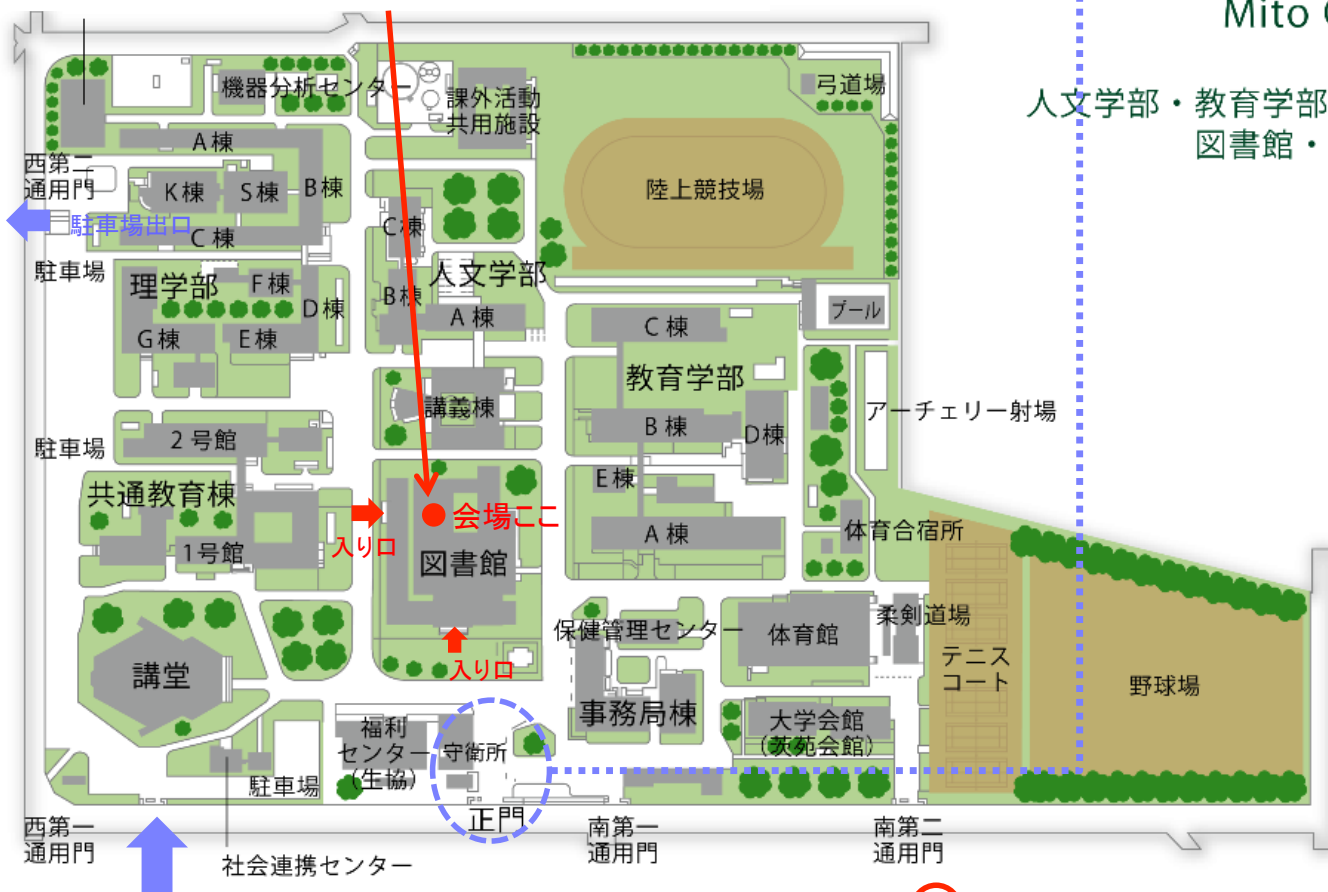 Mito
人文学部・教育学部
図書館・
機器分析センター
課外活動
共用施設
弓道場
A棟
西第二
通用門
K棟
S棟
B棟
陸上競技場
駐車場出口
C棟
C棟
駐車場
理学部
F棟
人文学部
D棟
B棟
A棟
プール
G棟
E棟
C棟
教育学部
講義棟
アーチェリー射場
駐車場
2号館
B棟
D棟
共通教育棟
E棟
会場ここ
入り口
1号館
図書館
A棟
体育合宿所
保健管理センター
体育館
柔剣道場
講堂
入り口
テニス
コート
野球場
事務局棟
大学会館
(茨苑会館)
福利
センター
(生協)
守衛所
駐車場
正門
西第一
通用門
南第一
通用門
南第二
通用門
社会連携センター